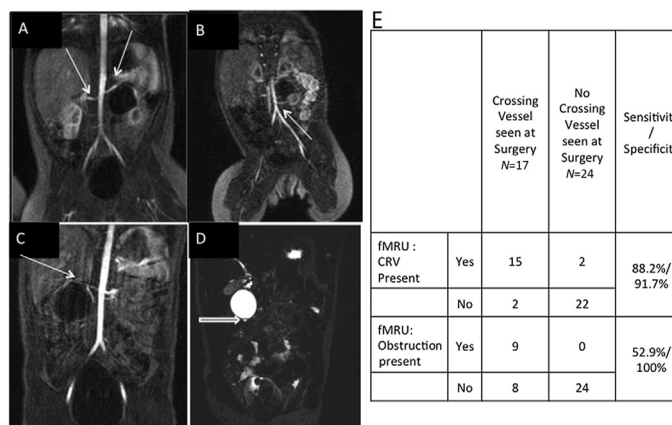 A
B
C
D
E
Crossing
Vessel
seen at
Surgery
N=17
No
Crossing
Vessel
seen at
Surgery
N=24
Sensitivit
/
Specificit
fMRU :
CRV
Present
Yes
15
2
88.2%/
91.7%
No
2
22
fMRU:
Obstruction
present
Yes
9
0
52.9%/
100%
No
8
24